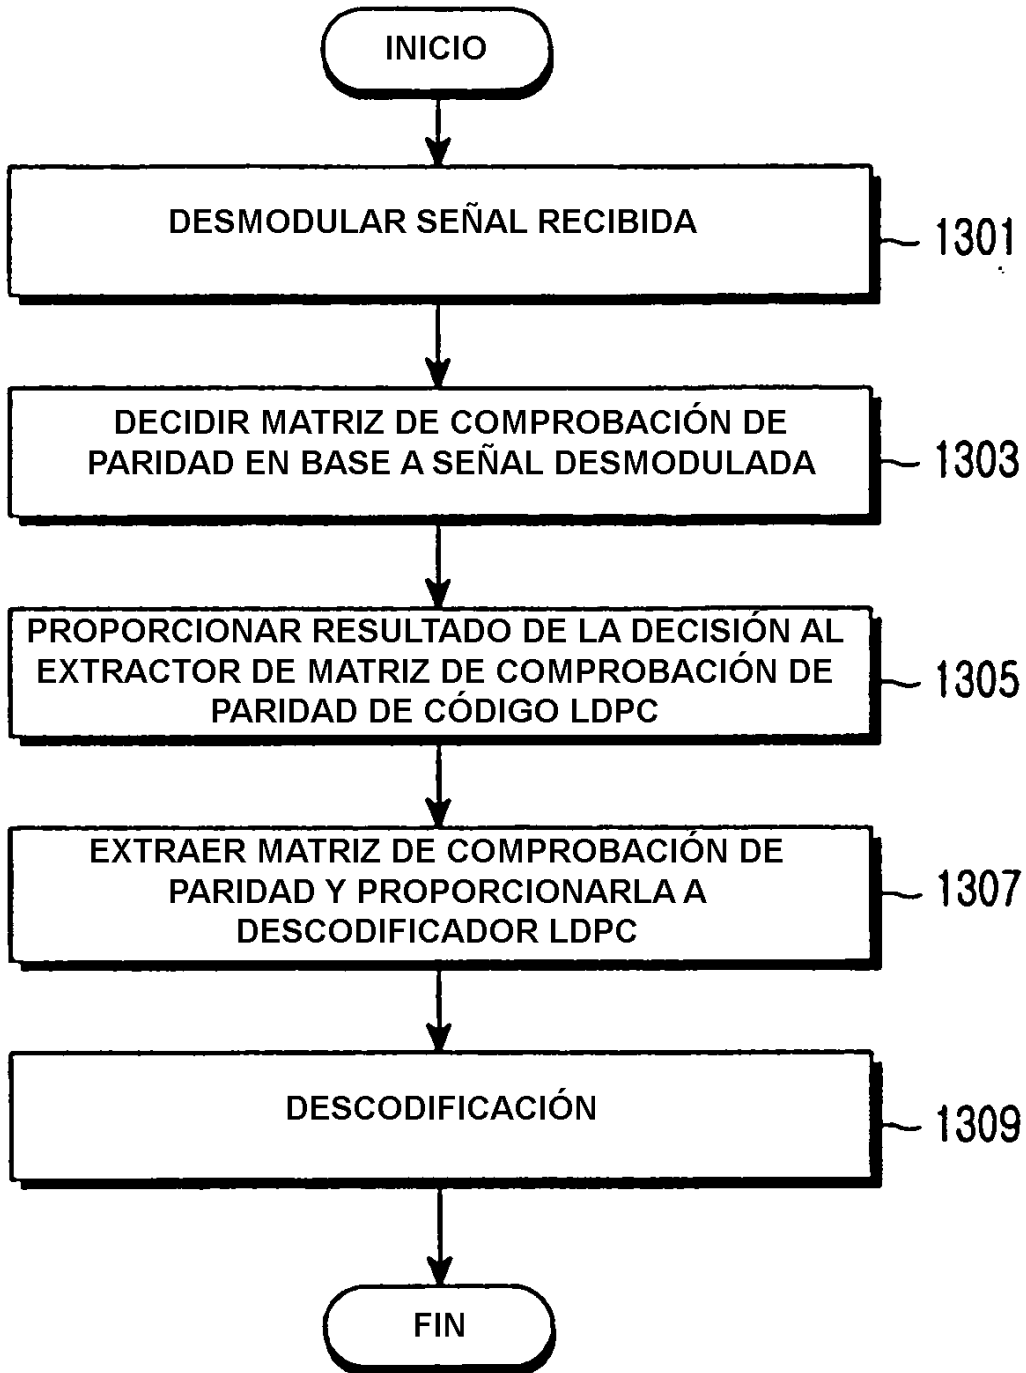 INICIO
DESMODULAR SEÑAL RECIBIDA
1301
DECIDIR MATRIZ DE COMPROBACIÓN DE
PARIDAD EN BASE A SEÑAL DESMODULADA
1303
PROPORCIONAR RESULTADO DE LA DECISIÓN AL
EXTRACTOR DE MATRIZ DE COMPROBACIÓN DE
PARIDAD DE CÓDIGO LDPC
1305
EXTRAER MATRIZ DE COMPROBACIÓN DE
PARIDAD Y PROPORCIONARLA A
DESCODIFICADOR LDPC
1307
DESCODIFICACIÓN
1309
FIN